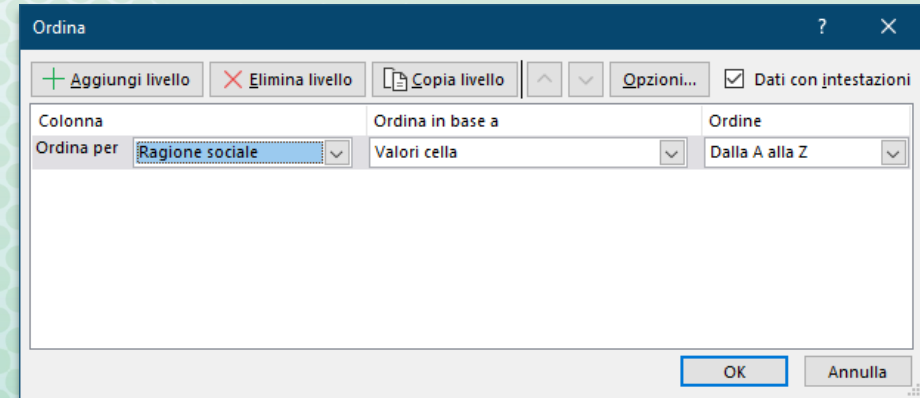 Ordina ?
Aggiungi livello Elimina livello Copia livello Opzioni... Dati con intestazioni
Colonna Ordina in base a Ordine
Ordina per Ragione sociale Valori cella Dalla A alla Z
OK Annulla